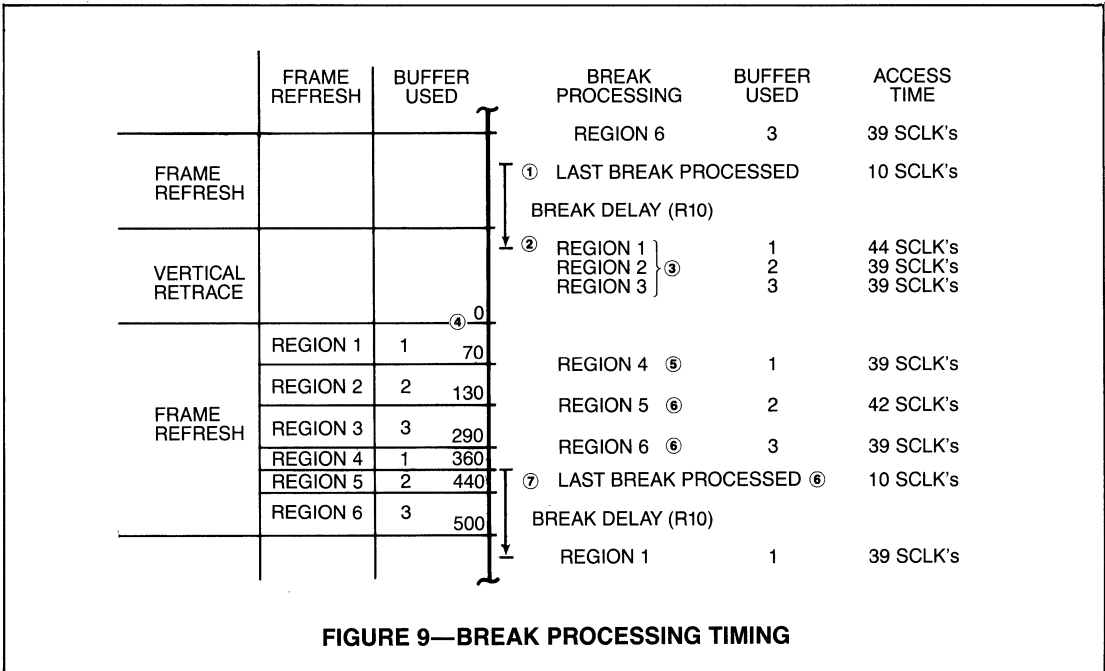 FRAME REFRESH BUFFER USED BREAK PROCESSING BUFFER USED ACCESS TIME
REGION 6 3 39 SCLK's
FRAME REFRESH
① LAST BREAK PROCESSED 10 SCLK's
BREAK DELAY (R10)
VERTICAL RETRACE
② REGION 1 1 44 SCLK's
REGION 2 ③ 2 39 SCLK's
REGION 3 3 39 SCLK's
④ 0
FRAME REFRESH
REGION 1 1 70
REGION 4 ⑤ 1 39 SCLK's
REGION 2 2 130
REGION 5 ⑥ 2 42 SCLK's
REGION 3 3 290
REGION 6 ⑥ 3 39 SCLK's
REGION 4 1 360
REGION 5 2 440
⑦ LAST BREAK PROCESSED ⑥ 10 SCLK's
REGION 6 3 500
BREAK DELAY (R10)
REGION 1 1 39 SCLK's
FIGURE 9—BREAK PROCESSING TIMING